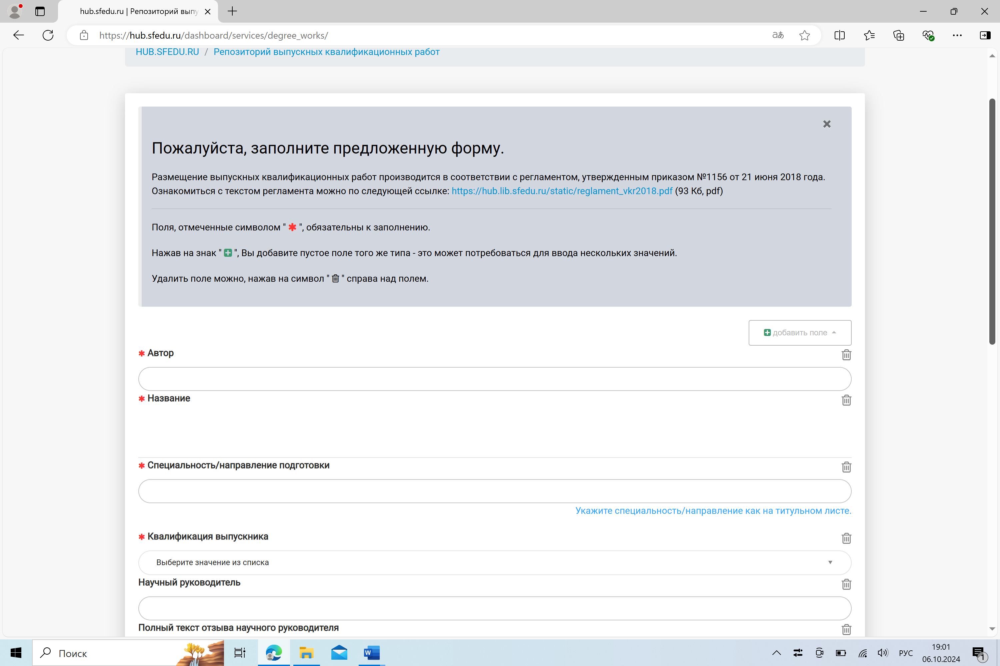 hub.sfedu.ru | Репозиторий выпу
https://hub.sfedu.ru/dashboard/services/degree_works/
HUB.SFEDU.RU / Репозиторий выпускных квалификационных работ
Пожалуйста, заполните предложенную форму.
Размещение выпускных квалификационных работ производится в соответствии с регламентом, утвержденным приказом №1156 от 21 июня 2018 года.
Ознакомиться с текстом регламента можно по следующей ссылке: https://hub.lib.sfedu.ru/static/reglament_vkr2018.pdf (93 Кб, pdf)
Поля, отмеченные символом " ✱ ", обязательны к заполнению.
Нажав на знак " + ", Вы добавите пустое поле того же типа - это может потребоваться для ввода нескольких значений.
Удалить поле можно, нажав на символ " " справа над полем.
добавить поле
✱ Автор
✱ Название
✱ Специальность/направление подготовки
Укажите специальность/направление как на титульном листе.
✱ Квалификация выпускника
Выберите значение из списка
Научный руководитель
Полный текст отзыва научного руководителя
Поиск
РУС
19:01
06.10.2024
1